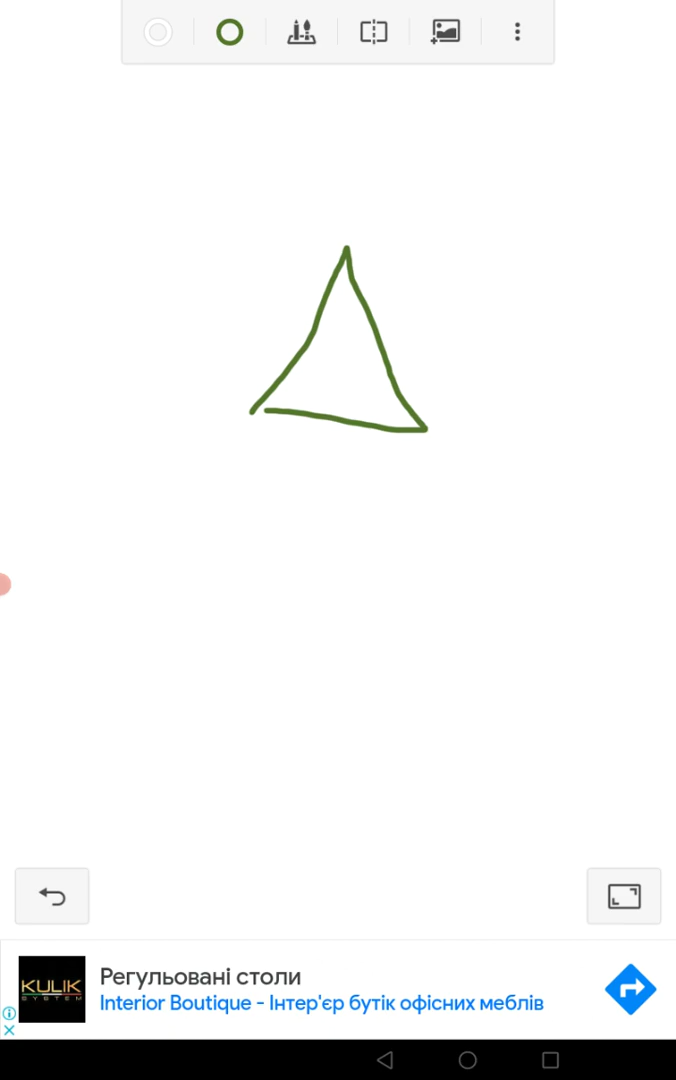 KULIK
SYSTEM
Регульовані столи
Interior Boutique - Інтер'єр бутік офісних меблів